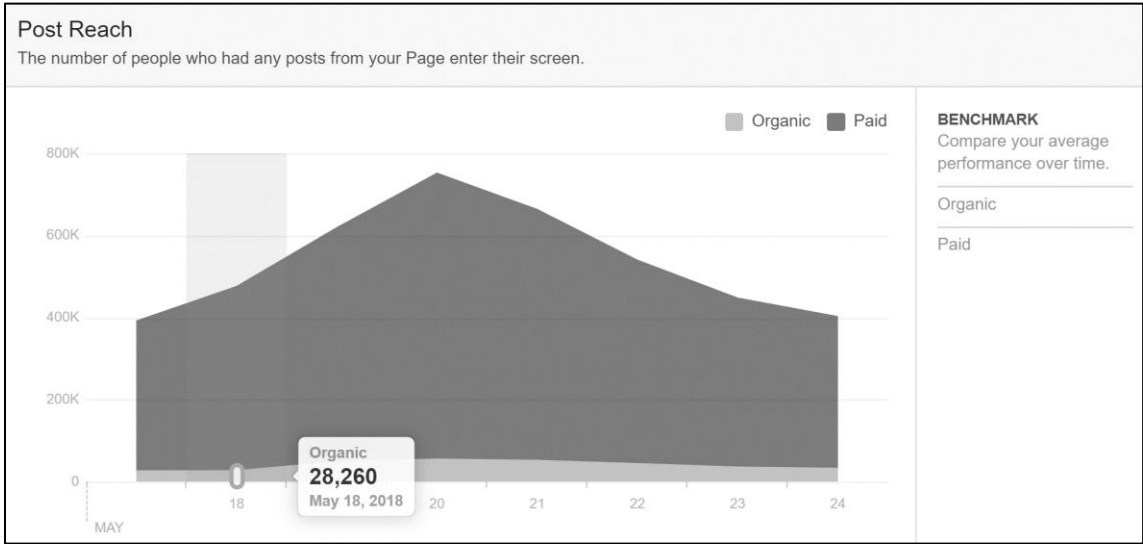 Post Reach
The number of people who had any posts from your Page enter their screen.
Organic Paid
BENCHMARK
Compare your average
performance over time.
Organic
Paid
800K
600K
400K
200K
0
Organic
28,260
May 18, 2018
18 20 21 22 23 24
MAY